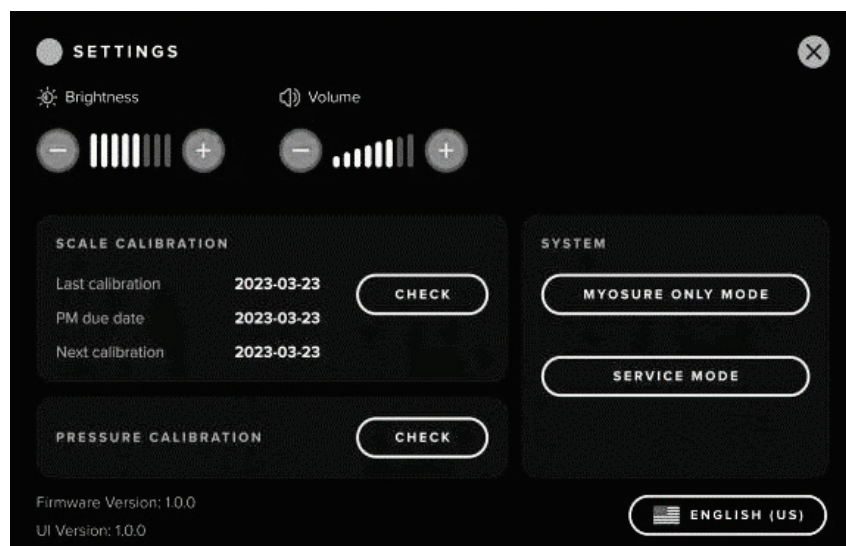 SETTINGS
Brightness
Volume
SCALE CALIBRATION
Last calibration 2023-03-23
CHECK
PM due date 2023-03-23
Next calibration 2023-03-23
PRESSURE CALIBRATION
CHECK
SYSTEM
MYOSURE ONLY MODE
SERVICE MODE
Firmware Version: 1.0.0
UI Version: 1.0.0
ENGLISH (US)